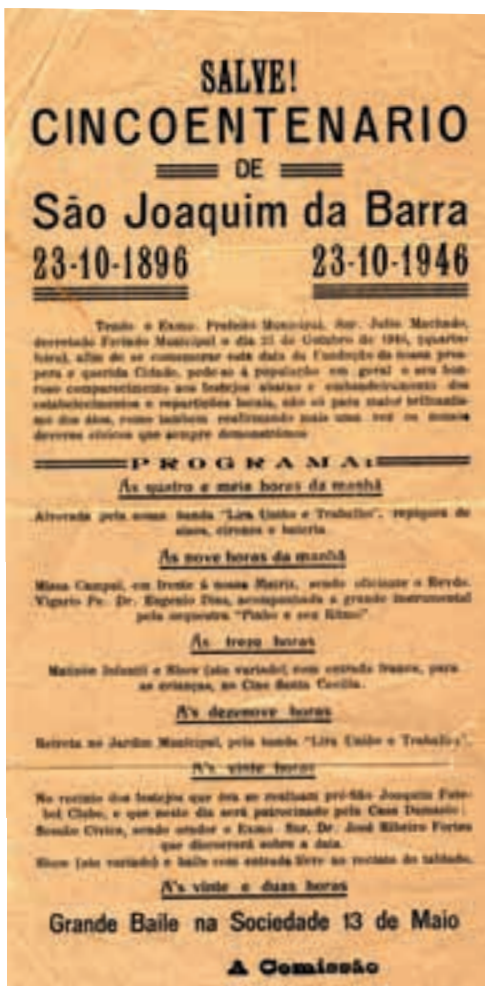 SALVE!
CINCOENTENARIO
DE
São Joaquim da Barra
23-10-1896 23-10-1946
Tendo o Exmo. Prefeito Municipal, Snr. Julio Machado,
decretado Feriado Municipal o dia 23 de Outubro de 1946, (quarta-
feira), afim de se comemorar esta data da Fundação da nossa pros-
pera e querida Cidade, pede-se á população em geral o seu hon-
roso comparecimento aos festejos abaixo e embandeiramento dos
estabelecimentos e repartições locais, não só para maior brilhantis-
mo dos atos, como tambem reafirmando mais uma vez os nossos
deveres civicos que sempre demonstrámos
PROGRAMA:
Ás quatro e meia horas da manhã
Alvorada pela nossa banda "Lira União e Trabalho", repiques de
sinos, sirenes e bateria.
Ás nove horas da manhã
Missa Campal, em frente á nossa Matriz, sendo oficiante o Revdo.
Vigario Pe. Dr. Eugenio Dias, acompanhada a grande instrumental
pela orquestra "Pinho e seu Ritmo".
Ás treze horas
Matinée Infantil e Show (ato variado) com entrada franca, para
as crianças, no Cine Santa Cecilia.
A's dezenove horas
Retreta no Jardim Municipal, pela banda "Lira União e Trabalho".
A's vinte horas
No recinto dos festejos que ora se realisam pró-São Joaquim Fute-
bol Clube, e que neste dia será patrocinado pela Casa
Sessão Civica, sendo orador o Exmo. Snr. Dr. José Ribeiro Fortes
que discorrerá sobre a data.
Show (ato variado) e baile com entrada livre no recinto do tablado.
A's vinte e duas horas
Grande Baile na Sociedade 13 de Maio
A Comissão